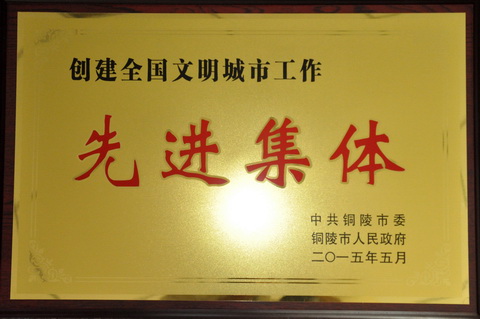 创建全国文明城市工作
先进集体
中共铜陵市委
铜陵市人民政府
二〇一五年五月